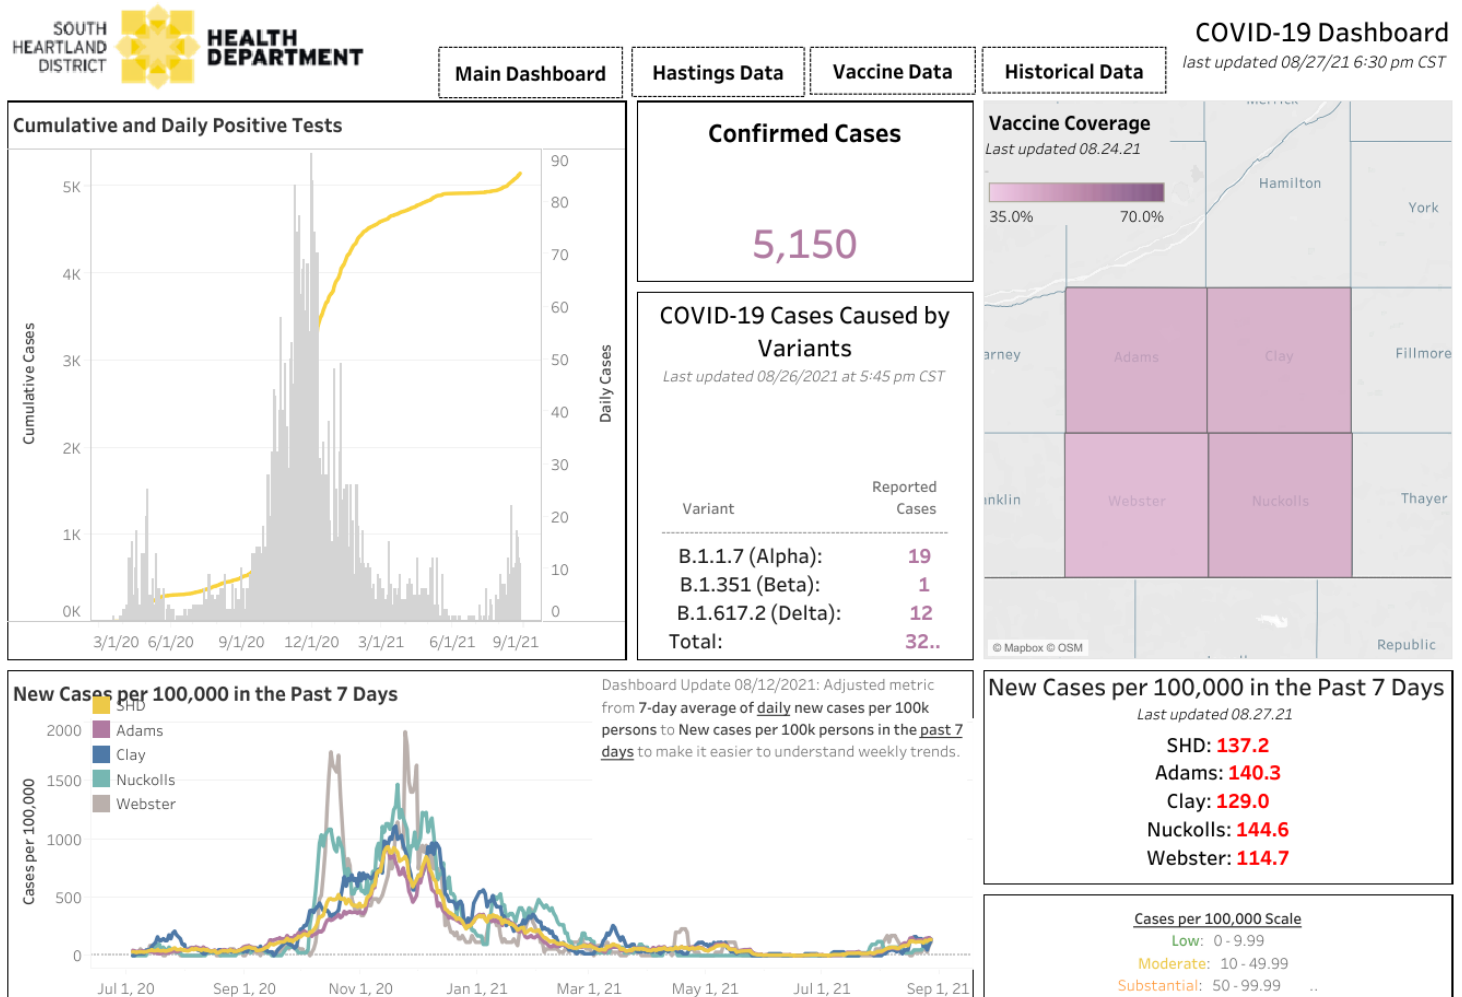 SOUTH
HEARTLAND
DISTRICT
HEALTH
DEPARTMENT
Main Dashboard
Hastings Data
Vaccine Data
Historical Data
COVID-19 Dashboard
last updated 08/27/21 6:30 pm CST
Cumulative and Daily Positive Tests
Cumulative Cases
5K
4K
3K
2K
1K
0K
90
80
70
60
50
40
30
20
10
0
Daily Cases
3/1/20 6/1/20 9/1/20 12/1/20 3/1/21 6/1/21 9/1/21
Confirmed Cases
5,150
COVID-19 Cases Caused by
Variants
Last updated 08/26/2021 at 5:45 pm CST
Reported
Variant Cases
B.1.1.7 (Alpha): 19
B.1.351 (Beta): 1
B.1.617.2 (Delta): 12
Total: 32..
Vaccine Coverage
Last updated 08.24.21
35.0% 70.0%
Merrick
Hamilton
York
arney
Adams
Clay
Fillmore
nklin
Webster
Nuckolls
Thayer
Republic
© Mapbox © OSM
New Cases per 100,000 in the Past 7 Days
SHD
Adams
Clay
Nuckolls
Webster
Dashboard Update 08/12/2021: Adjusted metric
from 7-day average of daily new cases per 100k
persons to New cases per 100k persons in the past 7
days to make it easier to understand weekly trends.
Cases per 100,000
2000
1500
1000
500
0
Jul 1, 20 Sep 1, 20 Nov 1, 20 Jan 1, 21 Mar 1, 21 May 1, 21 Jul 1, 21 Sep 1, 21
New Cases per 100,000 in the Past 7 Days
Last updated 08.27.21
SHD: 137.2
Adams: 140.3
Clay: 129.0
Nuckolls: 144.6
Webster: 114.7
Cases per 100,000 Scale
Low: 0 - 9.99
Moderate: 10 - 49.99
Substantial: 50 - 99.99 ..